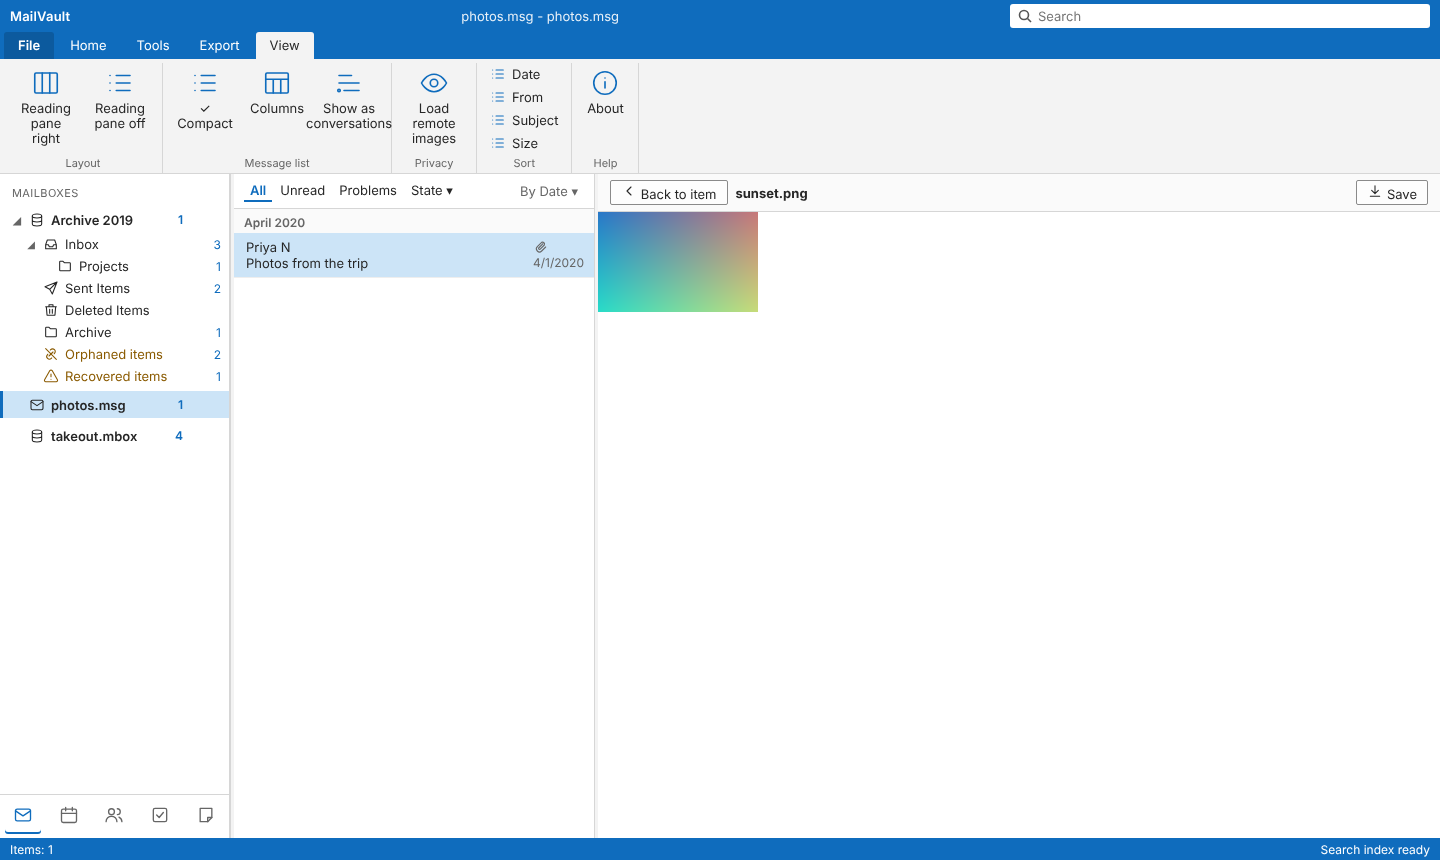 MailVault
photos.msg - photos.msg
Search
File
Home
Tools
Export
View
Reading
pane
right
Reading
pane off
Layout
✓
Compact
Columns
Show as
conversations
Message list
Load
remote
images
Privacy
Date
From
Subject
Size
Sort
About
Help
MAILBOXES
Archive 2019 1
Inbox 3
Projects 1
Sent Items 2
Deleted Items
Archive 1
Orphaned items 2
Recovered items 1
photos.msg 1
takeout.mbox 4
All Unread Problems State ▾ By Date ▾
April 2020
Priya N
Photos from the trip 4/1/2020
Back to item sunset.png Save
Items: 1
Search index ready